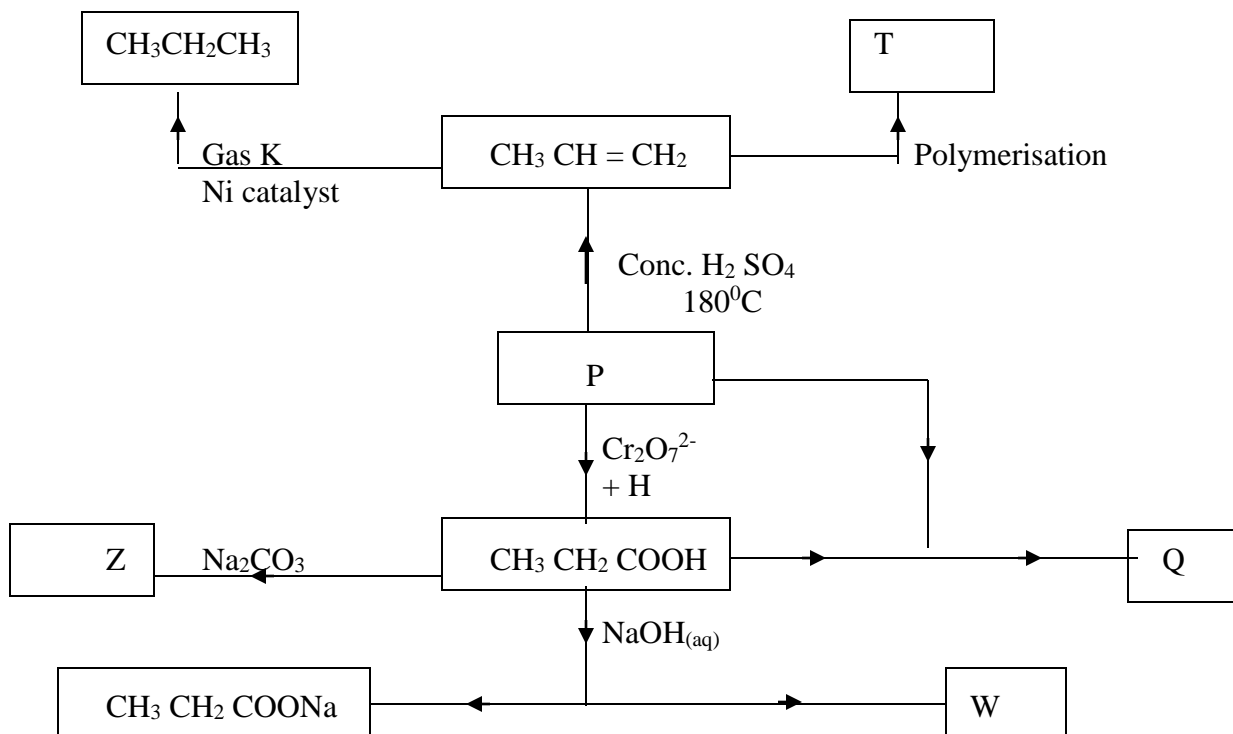 CH₃CH₂CH₃
T
Gas K
Ni catalyst
CH₃ CH = CH₂
Polymerisation
Conc. H₂ SO₄
180⁰C
P
Cr₂O₇²⁻
+ H
Z
Na₂CO₃
CH₃ CH₂ COOH
Q
NaOH₍aq₎
CH₃ CH₂ COONa
W